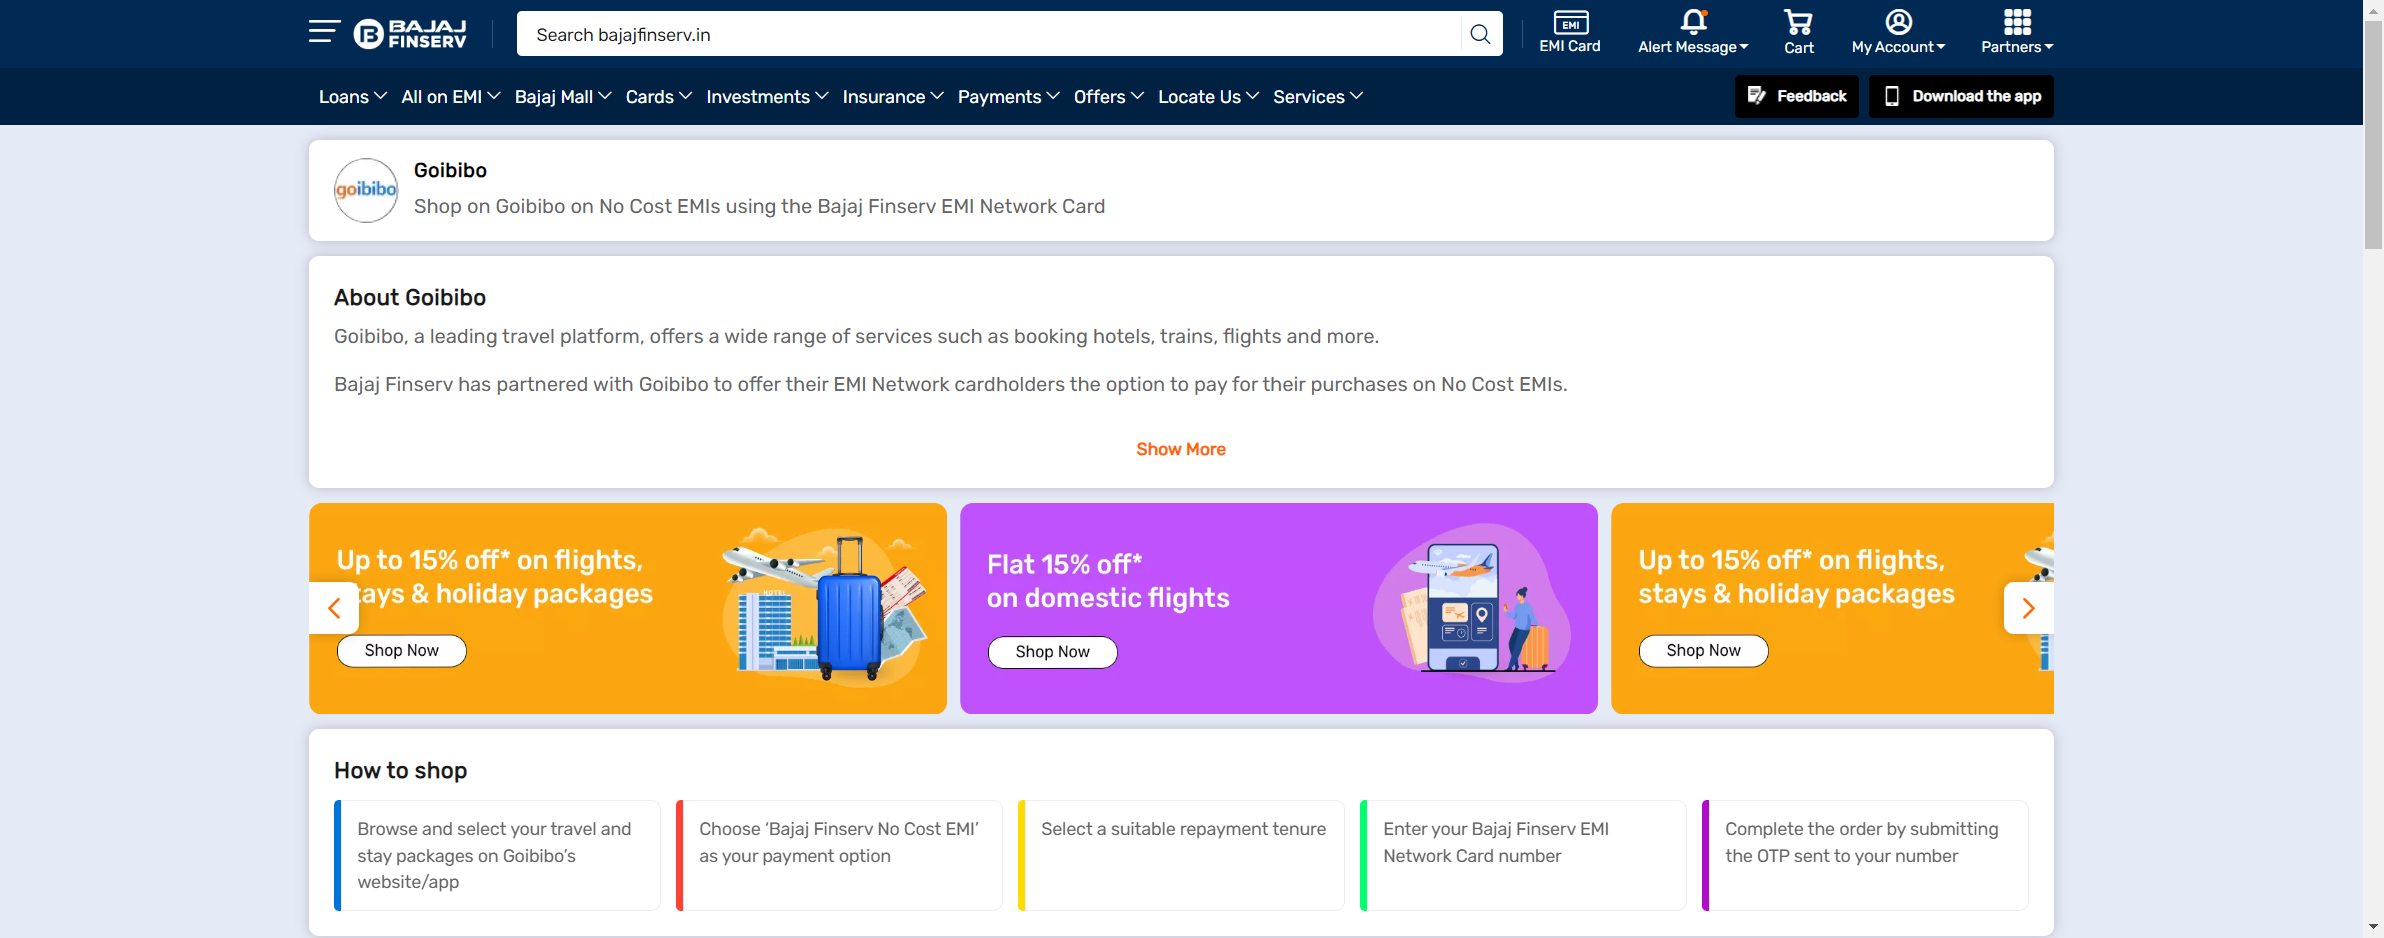 BAJAJ
FINSERV
Search bajajfinserv.in
EMI
EMI Card
Alert Message
Cart
My Account
Partners
Loans
All on EMI
Bajaj Mall
Cards
Investments
Insurance
Payments
Offers
Locate Us
Services
Feedback
Download the app
goibibo
Goibibo
Shop on Goibibo on No Cost EMIs using the Bajaj Finserv EMI Network Card
About Goibibo
Goibibo, a leading travel platform, offers a wide range of services such as booking hotels, trains, flights and more.
Bajaj Finserv has partnered with Goibibo to offer their EMI Network cardholders the option to pay for their purchases on No Cost EMIs.
Show More
Up to 15% off* on flights,
stays & holiday packages
Shop Now
HOTEL
Flat 15% off*
on domestic flights
Shop Now
Up to 15% off* on flights,
stays & holiday packages
Shop Now
How to shop
Browse and select your travel and
stay packages on Goibibo's
website/app
Choose ‘Bajaj Finserv No Cost EMI’
as your payment option
Select a suitable repayment tenure
Enter your Bajaj Finserv EMI
Network Card number
Complete the order by submitting
the OTP sent to your number